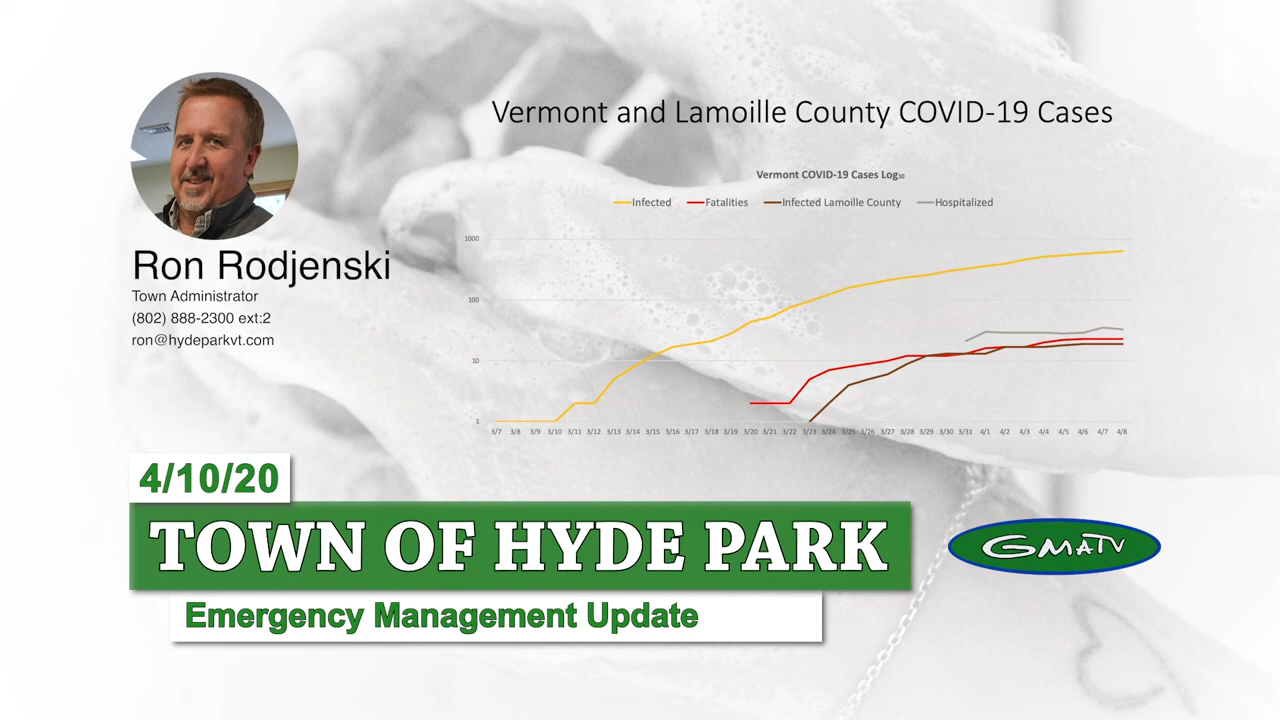 Vermont and Lamoille County COVID-19 Cases
Vermont COVID-19 Cases Log10
Infected Fatalities Infected Lamoille County Hospitalized
1000
100
10
1
3/7 3/8 3/9 3/10 3/11 3/12 3/13 3/14 3/15 3/16 3/17 3/18 3/19 3/20 3/21 3/22 3/23 3/24 3/25 3/26 3/27 3/28 3/29 3/30 3/31 4/1 4/2 4/3 4/4 4/5 4/6 4/7 4/8
Ron Rodjenski
Town Administrator
(802) 888-2300 ext:2
ron@hydeparkvt.com
4/10/20
TOWN OF HYDE PARK
GMATV
Emergency Management Update